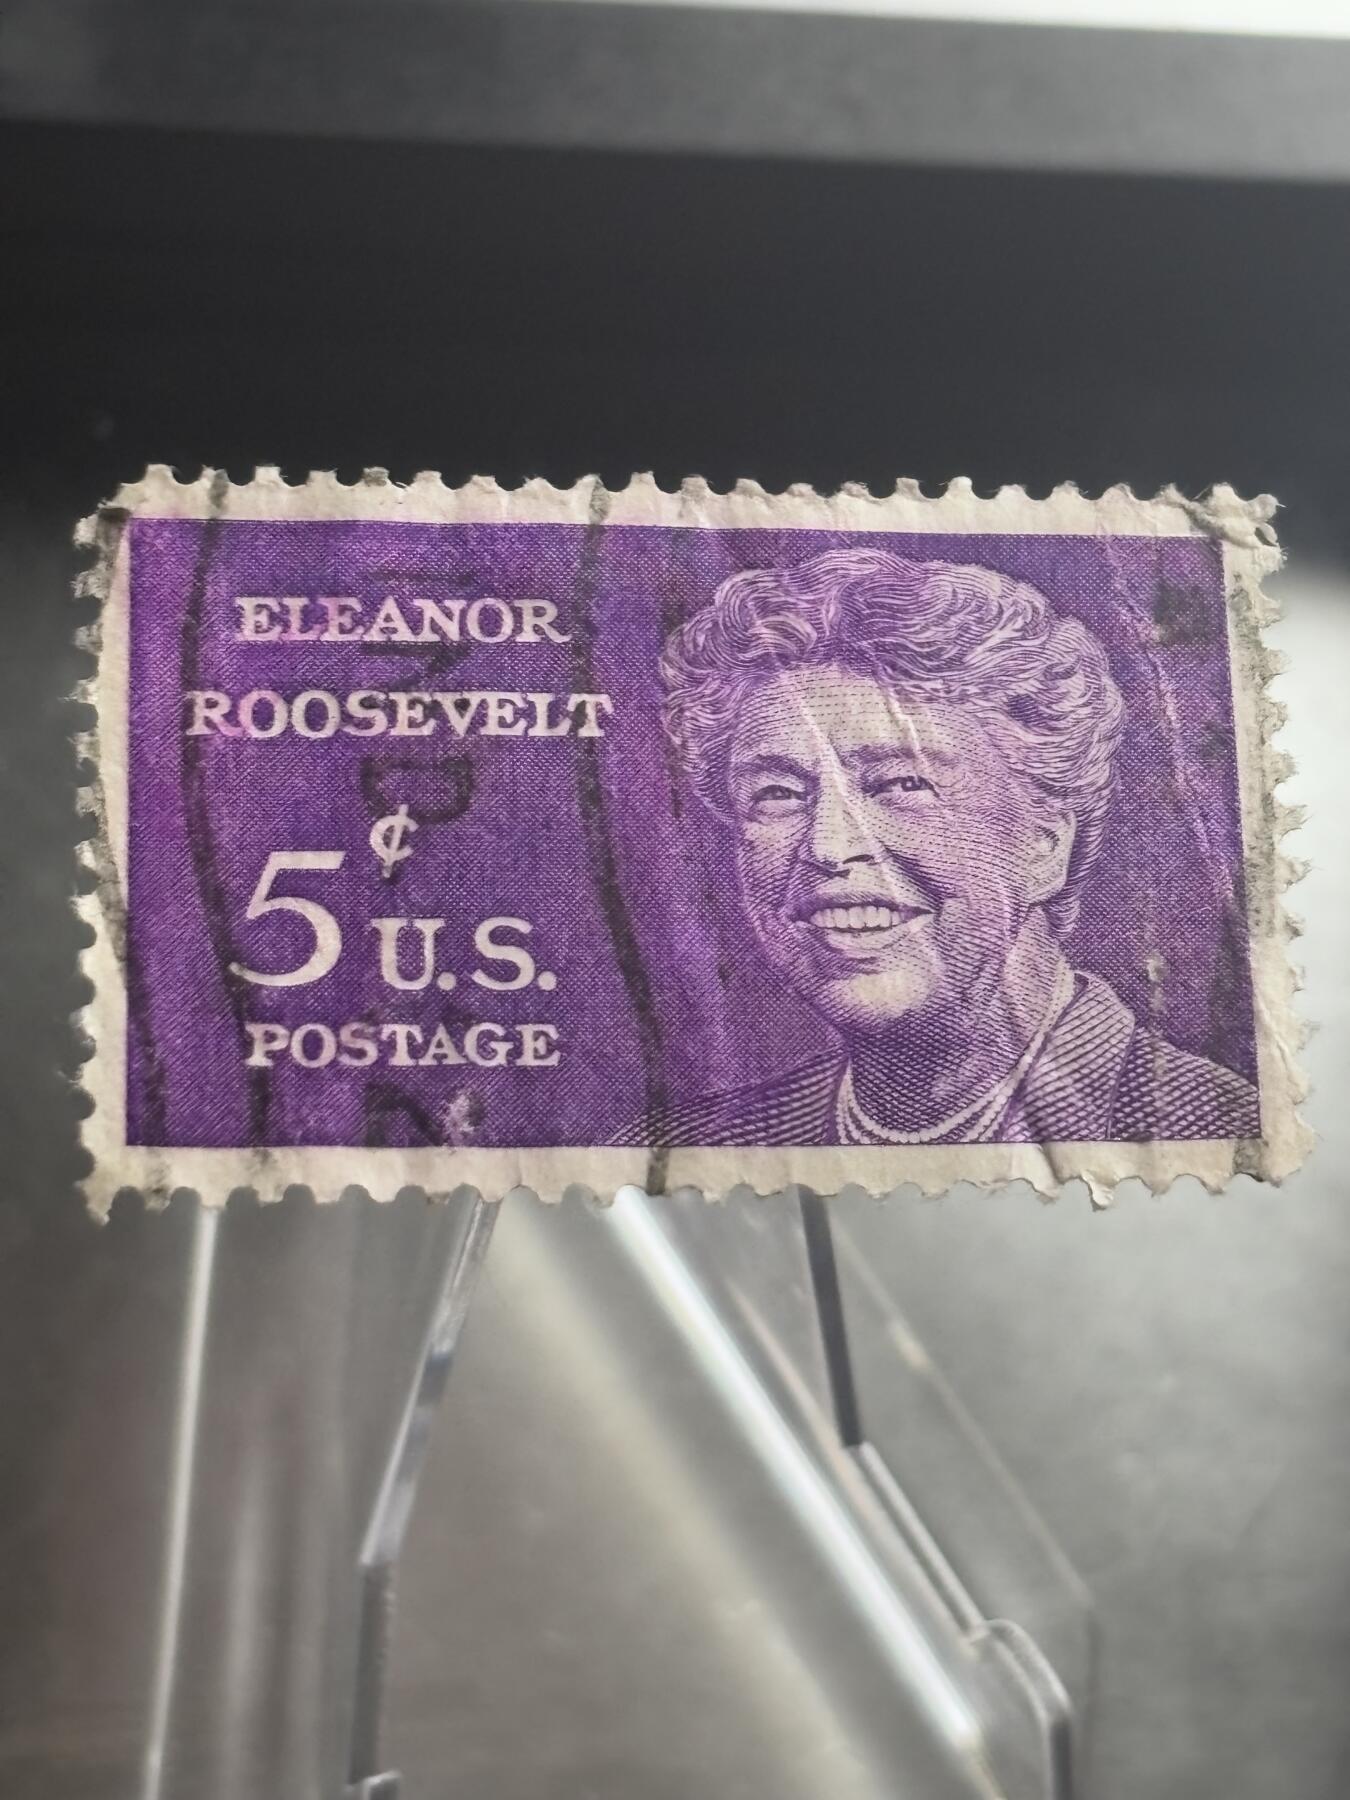 ELEANOR
ROOSEVELT
5¢ U.S.
POSTAGE